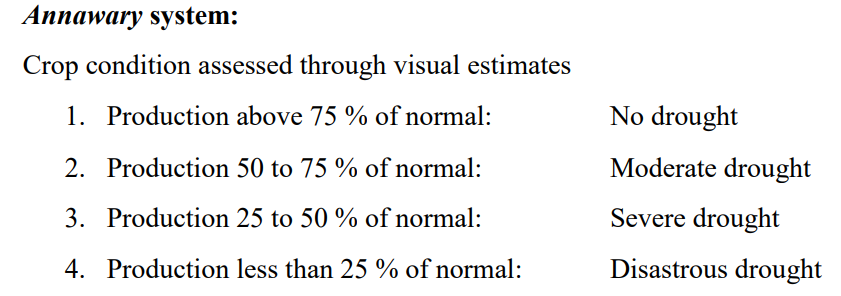 Annawary system:
Crop condition assessed through visual estimates
1. Production above 75 % of normal: No drought
2. Production 50 to 75 % of normal: Moderate drought
3. Production 25 to 50 % of normal: Severe drought
4. Production less than 25 % of normal: Disastrous drought